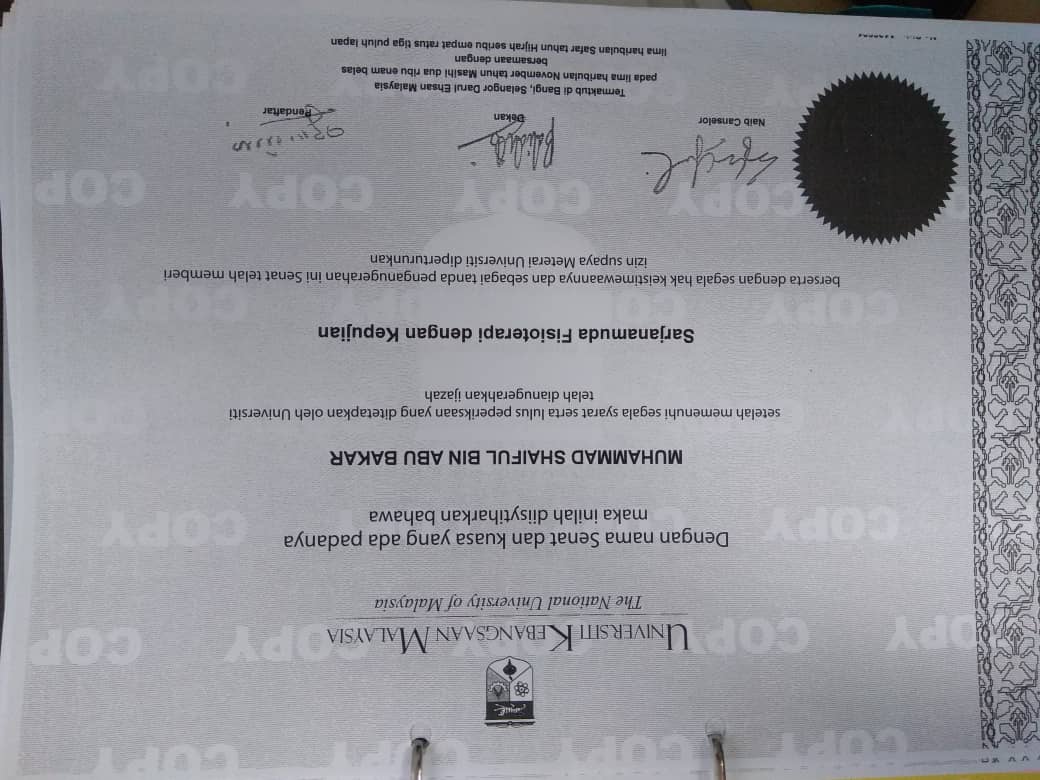 UNIVERSITI KEBANGSAAN MALAYSIA
The National University of Malaysia
Dengan nama Senat dan kuasa yang ada padanya
maka inilah diisytiharkan bahawa
MUHAMMAD SHAIFUL BIN ABU BAKAR
setelah memenuhi segala syarat serta lulus peperiksaan yang ditetapkan oleh Universiti
telah dianugerahkan ijazah
Sarjanamuda Fisioterapi dengan Kepujian
berserta dengan segala hak keistimewaannya dan sebagai tanda penganugerahan ini Senat telah memberi
izin supaya Meterai Universiti diperturunkan
Naib Canselor
Dekan
Pendaftar
Termaktub di Bangi, Selangor Darul Ehsan Malaysia
pada lima haribulan November tahun Masihi dua ribu enam belas
bersamaan dengan
lima haribulan Safar tahun Hijrah seribu empat ratus tiga puluh lapan
COPY